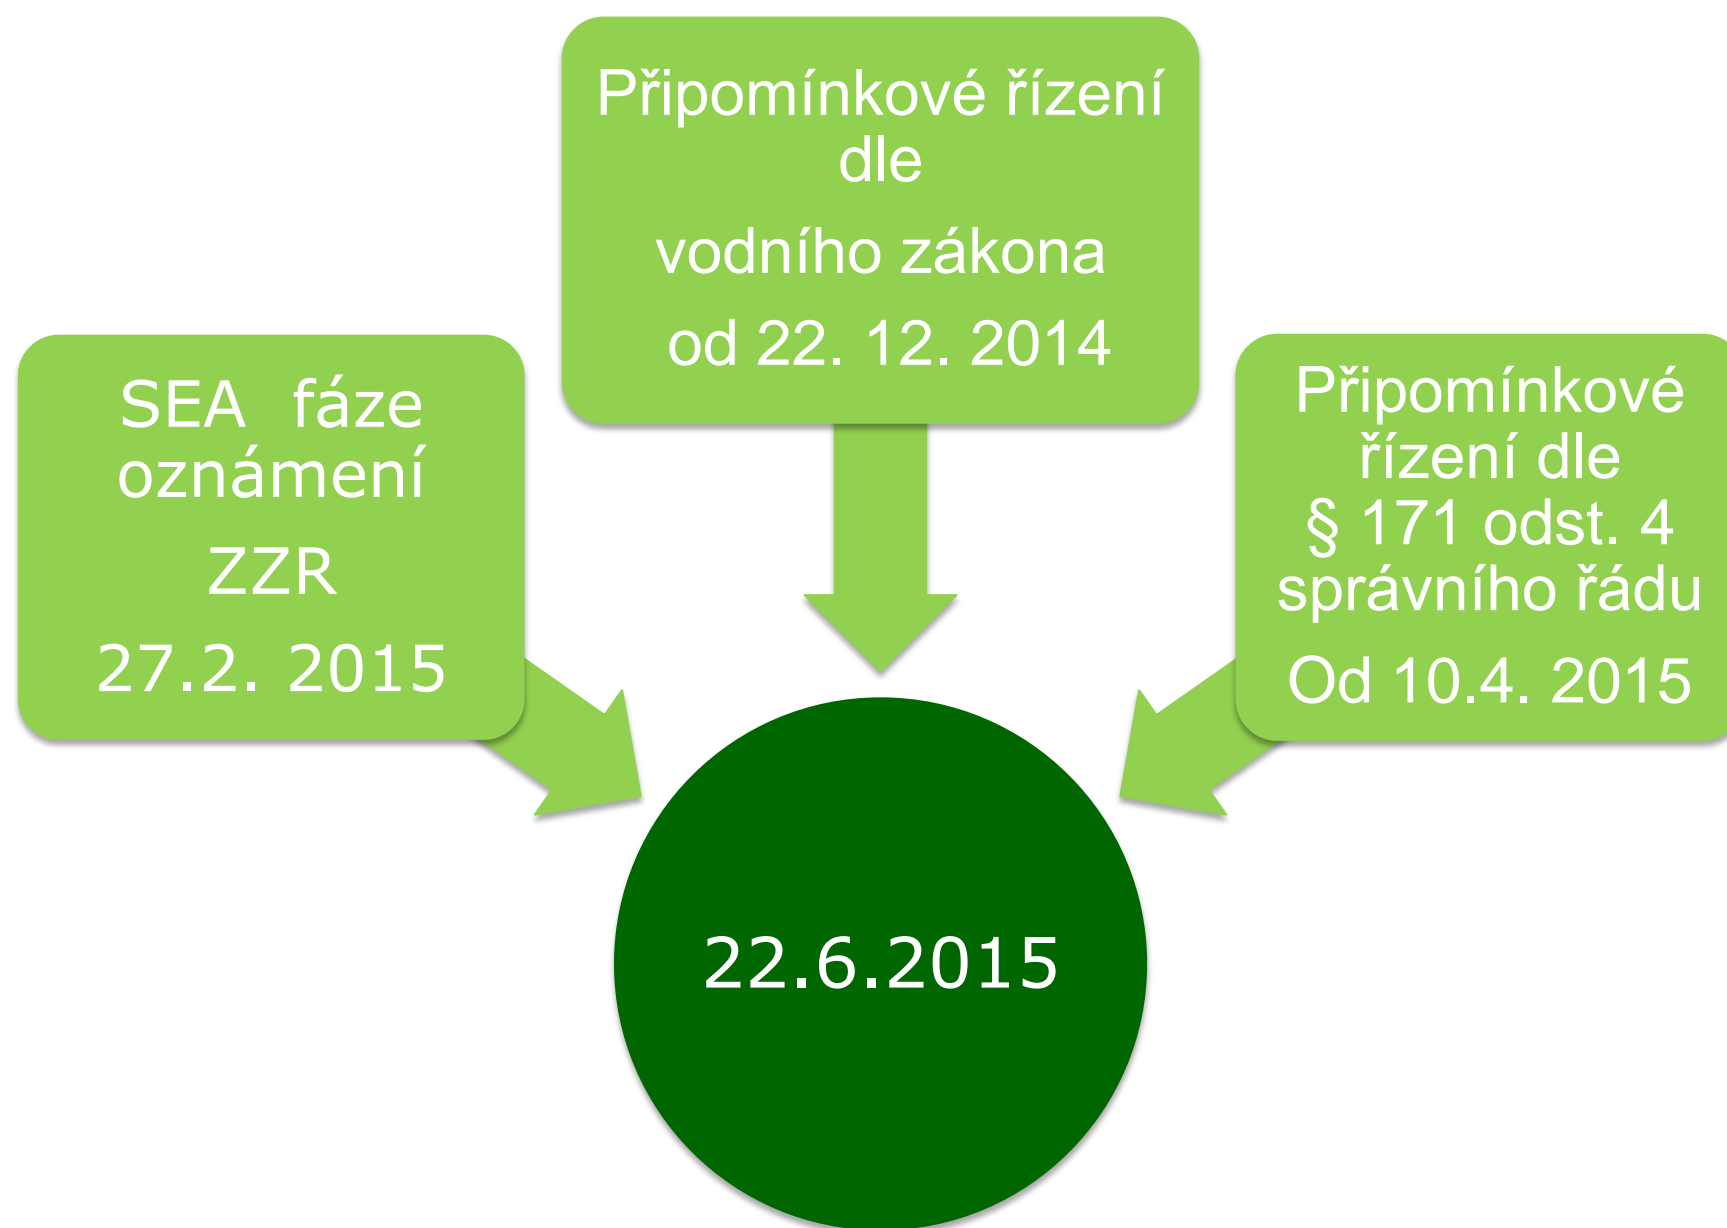 Připomínkové řízení
dle
vodního zákona
od 22. 12. 2014
SEA  fáze
oznámení
ZZR
27.2. 2015
Připomínkové
řízení dle
§ 171 odst. 4
správního řádu
Od 10.4. 2015
22.6.2015